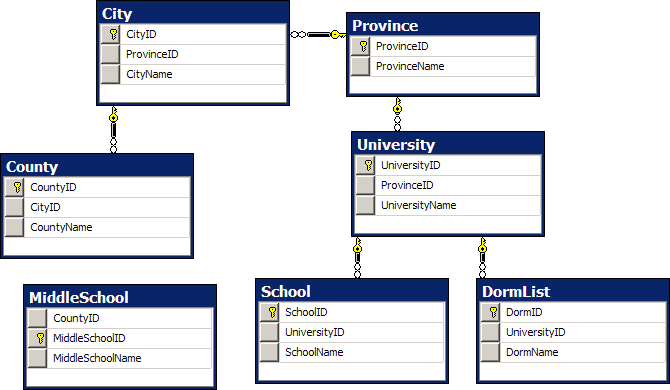 City
CityID
ProvinceID
CityName
Province
ProvinceID
ProvinceName
County
CountyID
CityID
CountyName
University
UniversityID
ProvinceID
UniversityName
MiddleSchool
CountyID
MiddleSchoolID
MiddleSchoolName
School
SchoolID
UniversityID
SchoolName
DormList
DormID
UniversityID
DormName